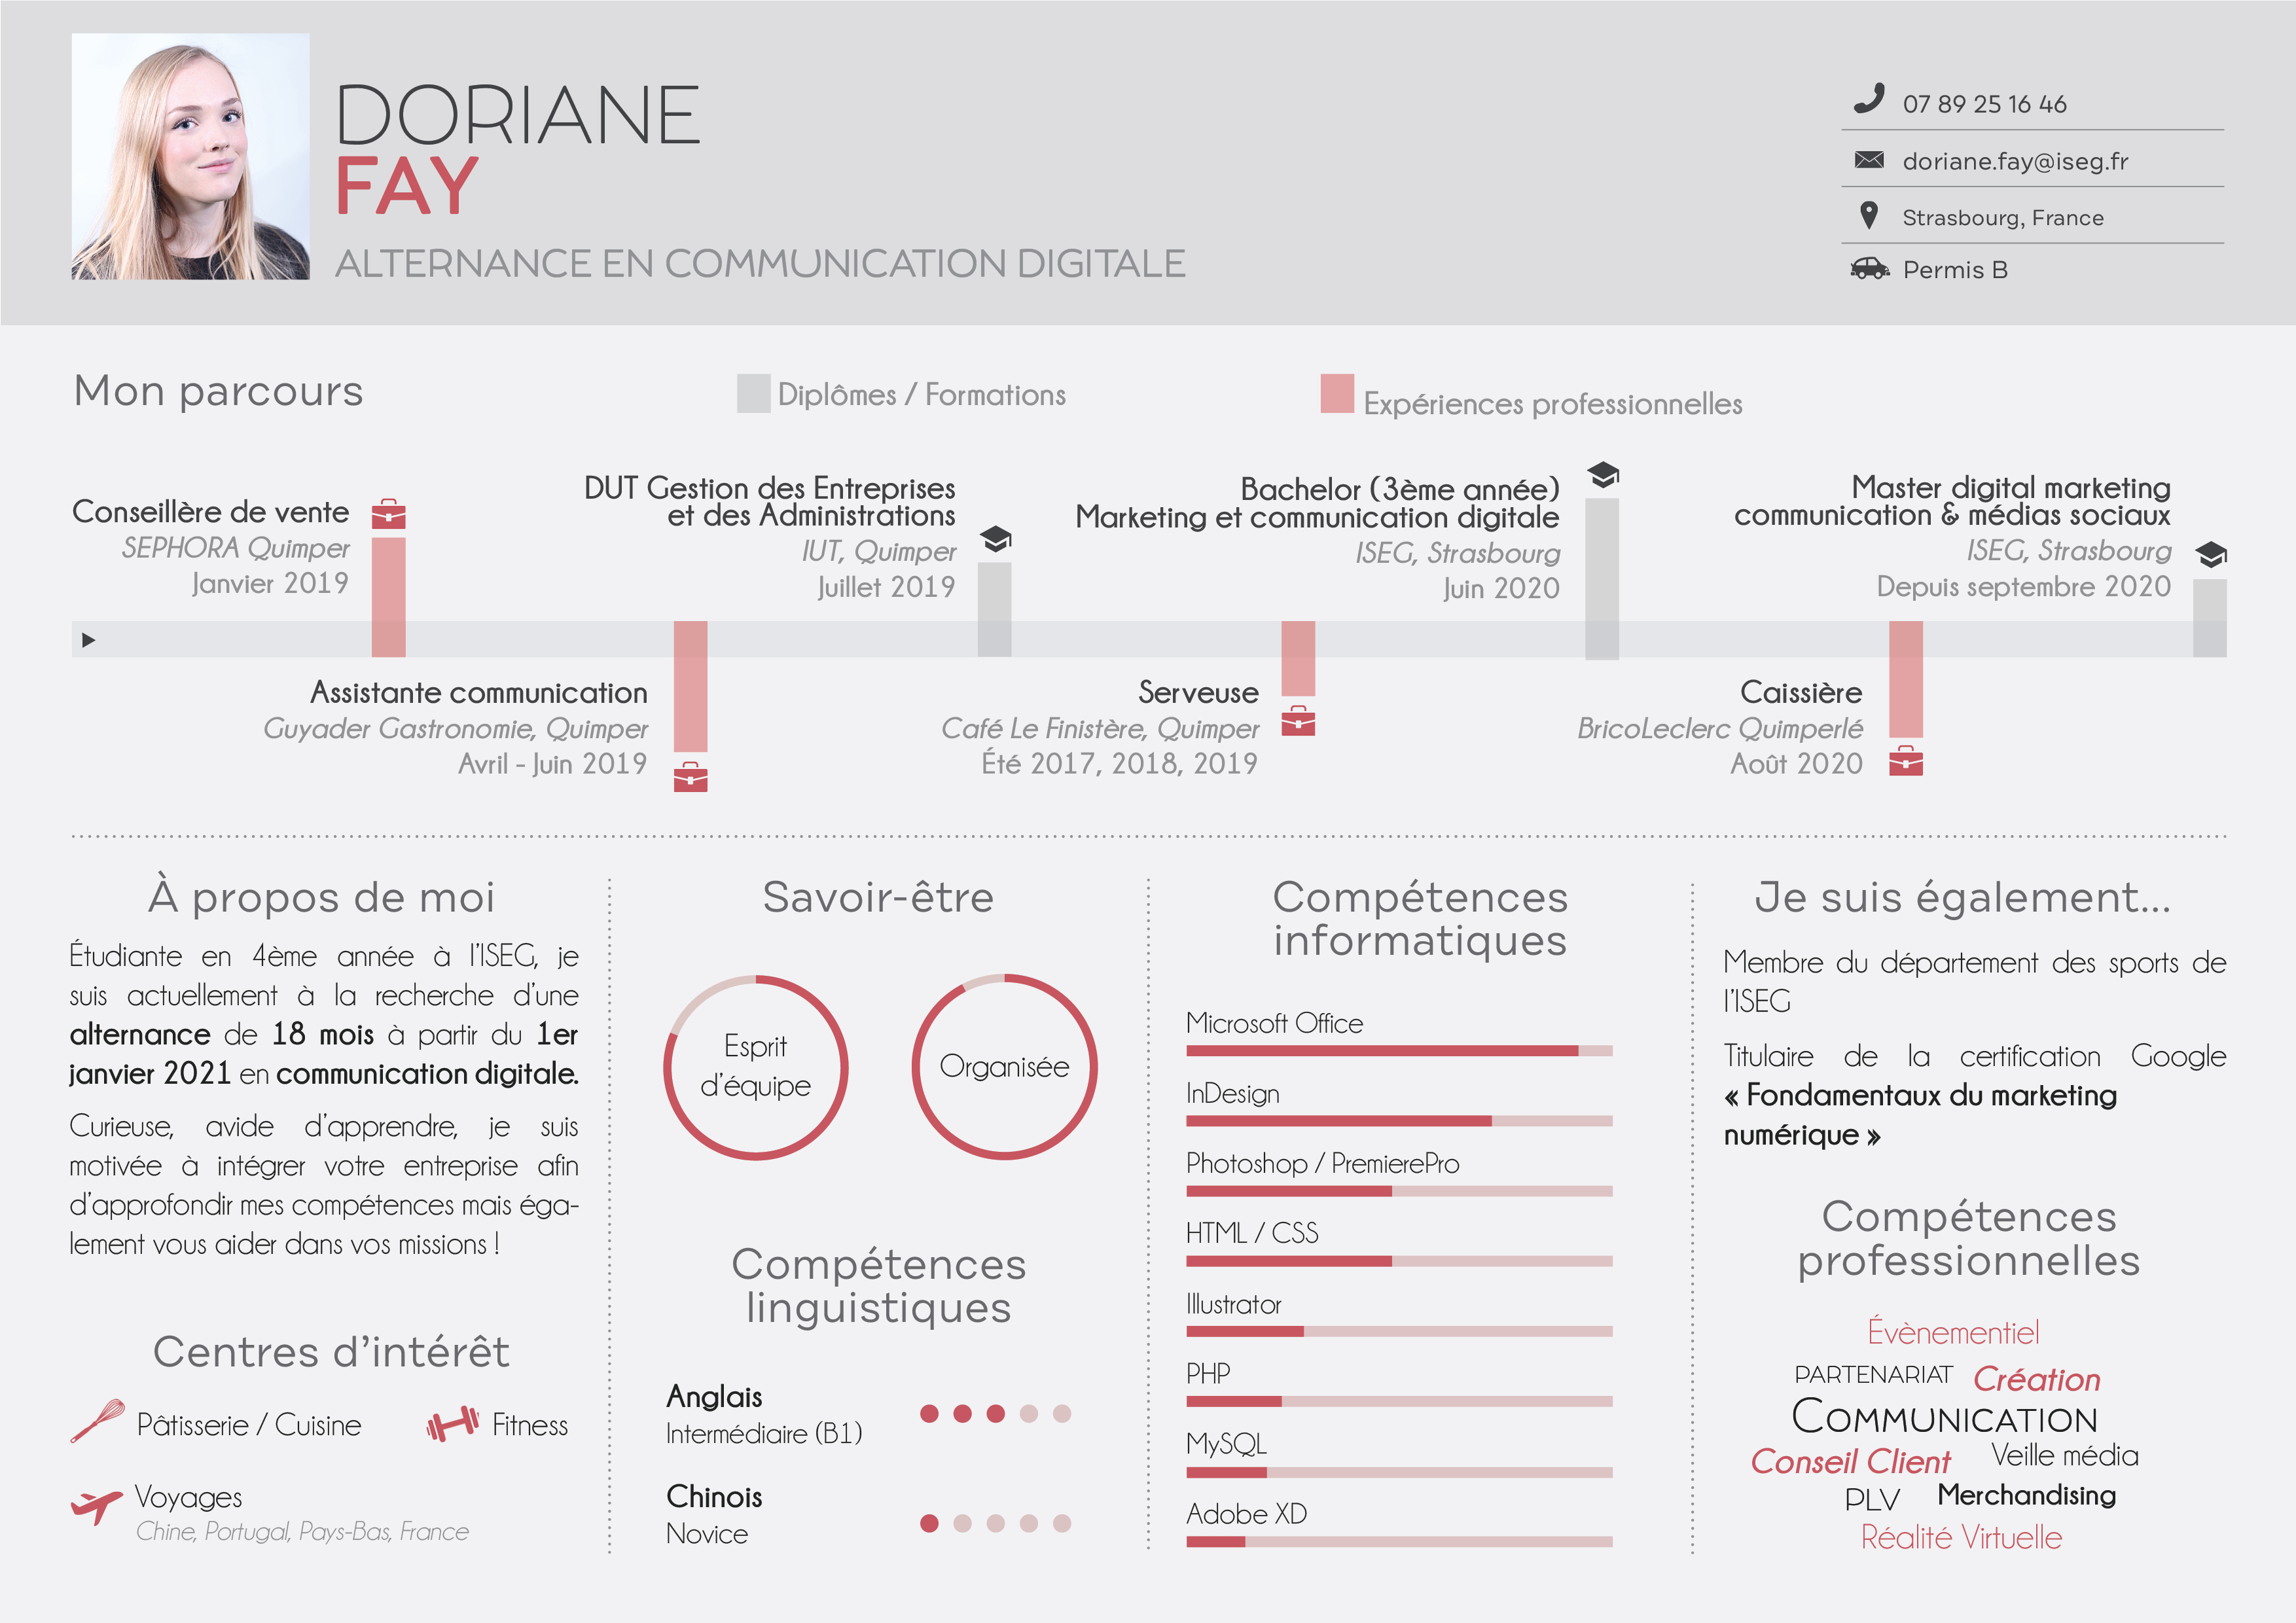 DORIANE
FAY
ALTERNANCE EN COMMUNICATION DIGITALE
07 89 25 16 46
doriane.fay@iseg.fr
Strasbourg, France
Permis B
Mon parcours
Diplômes / Formations
Expériences professionnelles
Conseillère de vente
SEPHORA Quimper
Janvier 2019
DUT Gestion des Entreprises
et des Administrations
IUT, Quimper
Juillet 2019
Bachelor (3ème année)
Marketing et communication digitale
ISEG, Strasbourg
Juin 2020
Master digital marketing
communication & médias sociaux
ISEG, Strasbourg
Depuis septembre 2020
Assistante communication
Guyader Gastronomie, Quimper
Avril - Juin 2019
Serveuse
Café Le Finistère, Quimper
Été 2017, 2018, 2019
Caissière
BricoLeclerc Quimperlé
Août 2020
À propos de moi
Étudiante en 4ème année à l'ISEG, je
suis actuellement à la recherche d'une
alternance de 18 mois à partir du 1er
janvier 2021 en communication digitale.
Curieuse, avide d'apprendre, je suis
motivée à intégrer votre entreprise afin
d'approfondir mes compétences mais éga-
lement vous aider dans vos missions !
Centres d'intérêt
Pâtisserie / Cuisine
Fitness
Voyages
Chine, Portugal, Pays-Bas, France
Savoir-être
Esprit
d'équipe
Organisée
Compétences
linguistiques
Anglais
Intermédiaire (B1)
Chinois
Novice
Compétences
informatiques
Microsoft Office
InDesign
Photoshop / PremierePro
HTML / CSS
Illustrator
PHP
MySQL
Adobe XD
Je suis également...
Membre du département des sports de
l'ISEG
Titulaire de la certification Google
« Fondamentaux du marketing
numérique »
Compétences
professionnelles
Évènementiel
PARTENARIAT Création
COMMUNICATION
Conseil Client Veille média
PLV Merchandising
Réalité Virtuelle